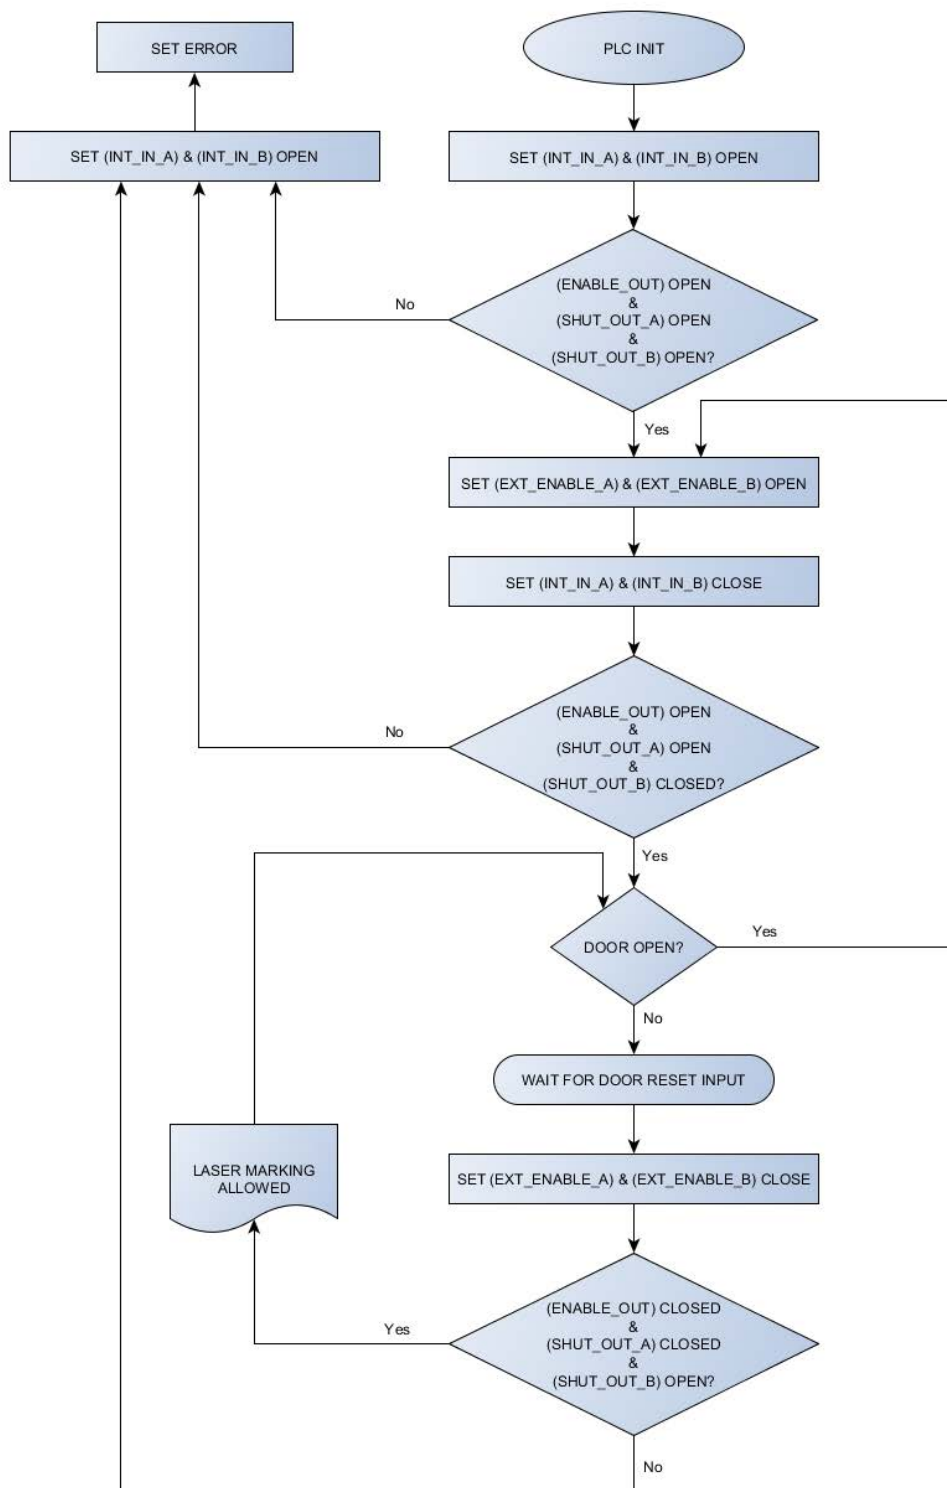 SET ERROR
PLC INIT
SET (INT_IN_A) & (INT_IN_B) OPEN
SET (INT_IN_A) & (INT_IN_B) OPEN
(ENABLE_OUT) OPEN
&
(SHUT_OUT_A) OPEN
&
(SHUT_OUT_B) OPEN?
No
Yes
SET (EXT_ENABLE_A) & (EXT_ENABLE_B) OPEN
SET (INT_IN_A) & (INT_IN_B) CLOSE
(ENABLE_OUT) OPEN
&
(SHUT_OUT_A) OPEN
&
(SHUT_OUT_B) CLOSED?
No
Yes
DOOR OPEN?
Yes
No
WAIT FOR DOOR RESET INPUT
SET (EXT_ENABLE_A) & (EXT_ENABLE_B) CLOSE
LASER MARKING
ALLOWED
(ENABLE_OUT) CLOSED
&
(SHUT_OUT_A) CLOSED
&
(SHUT_OUT_B) OPEN?
Yes
No